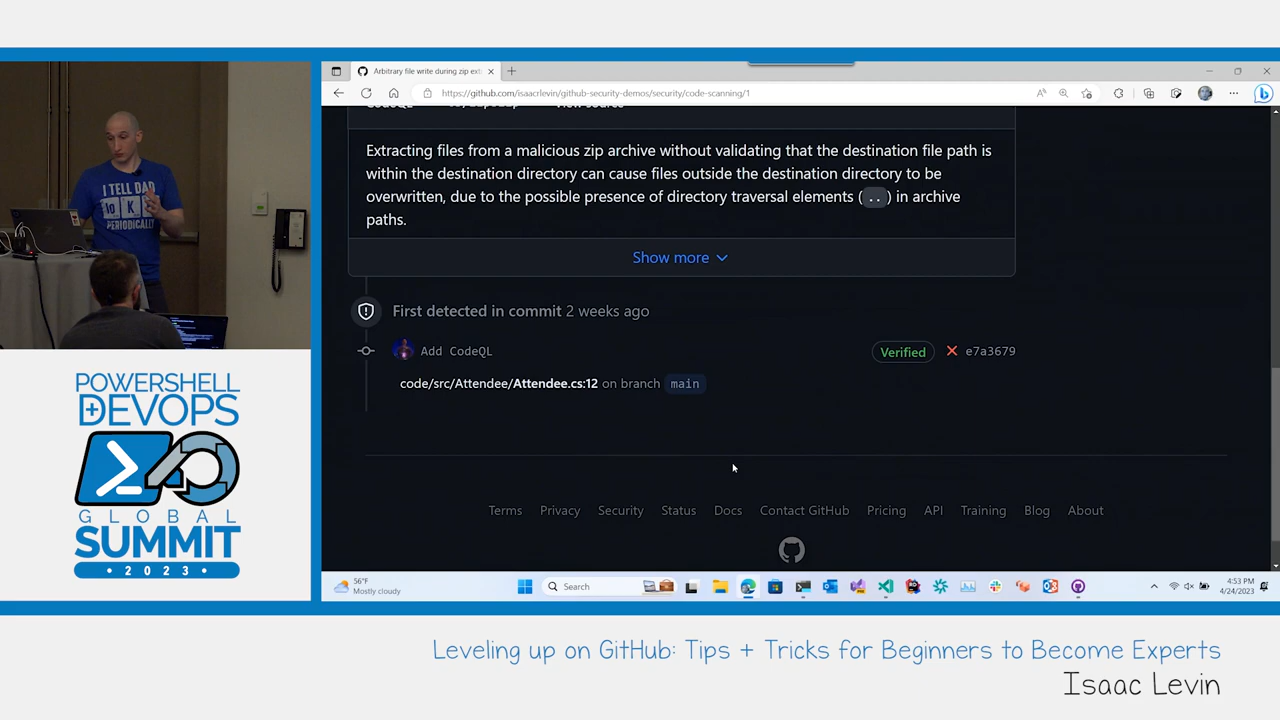 Arbitrary file write during zip ext
https://github.com/isaacrlevin/github-security-demos/security/code-scanning/1
Extracting files from a malicious zip archive without validating that the destination file path is
within the destination directory can cause files outside the destination directory to be
overwritten, due to the possible presence of directory traversal elements ( .. ) in archive
paths.
Show more
First detected in commit 2 weeks ago
Add CodeQL
Verified
e7a3679
code/src/Attendee/Attendee.cs:12 on branch main
Terms Privacy Security Status Docs Contact GitHub Pricing API Training Blog About
56°F
Mostly cloudy
Search
4:53 PM
4/24/2023
I TELL DAD
PERIODICALLY
POWERSHELL
+DEVOPS
GLOBAL
SUMMIT
• 2023 •
Leveling up on GitHub: Tips + Tricks for Beginners to Become Experts
Isaac Levin